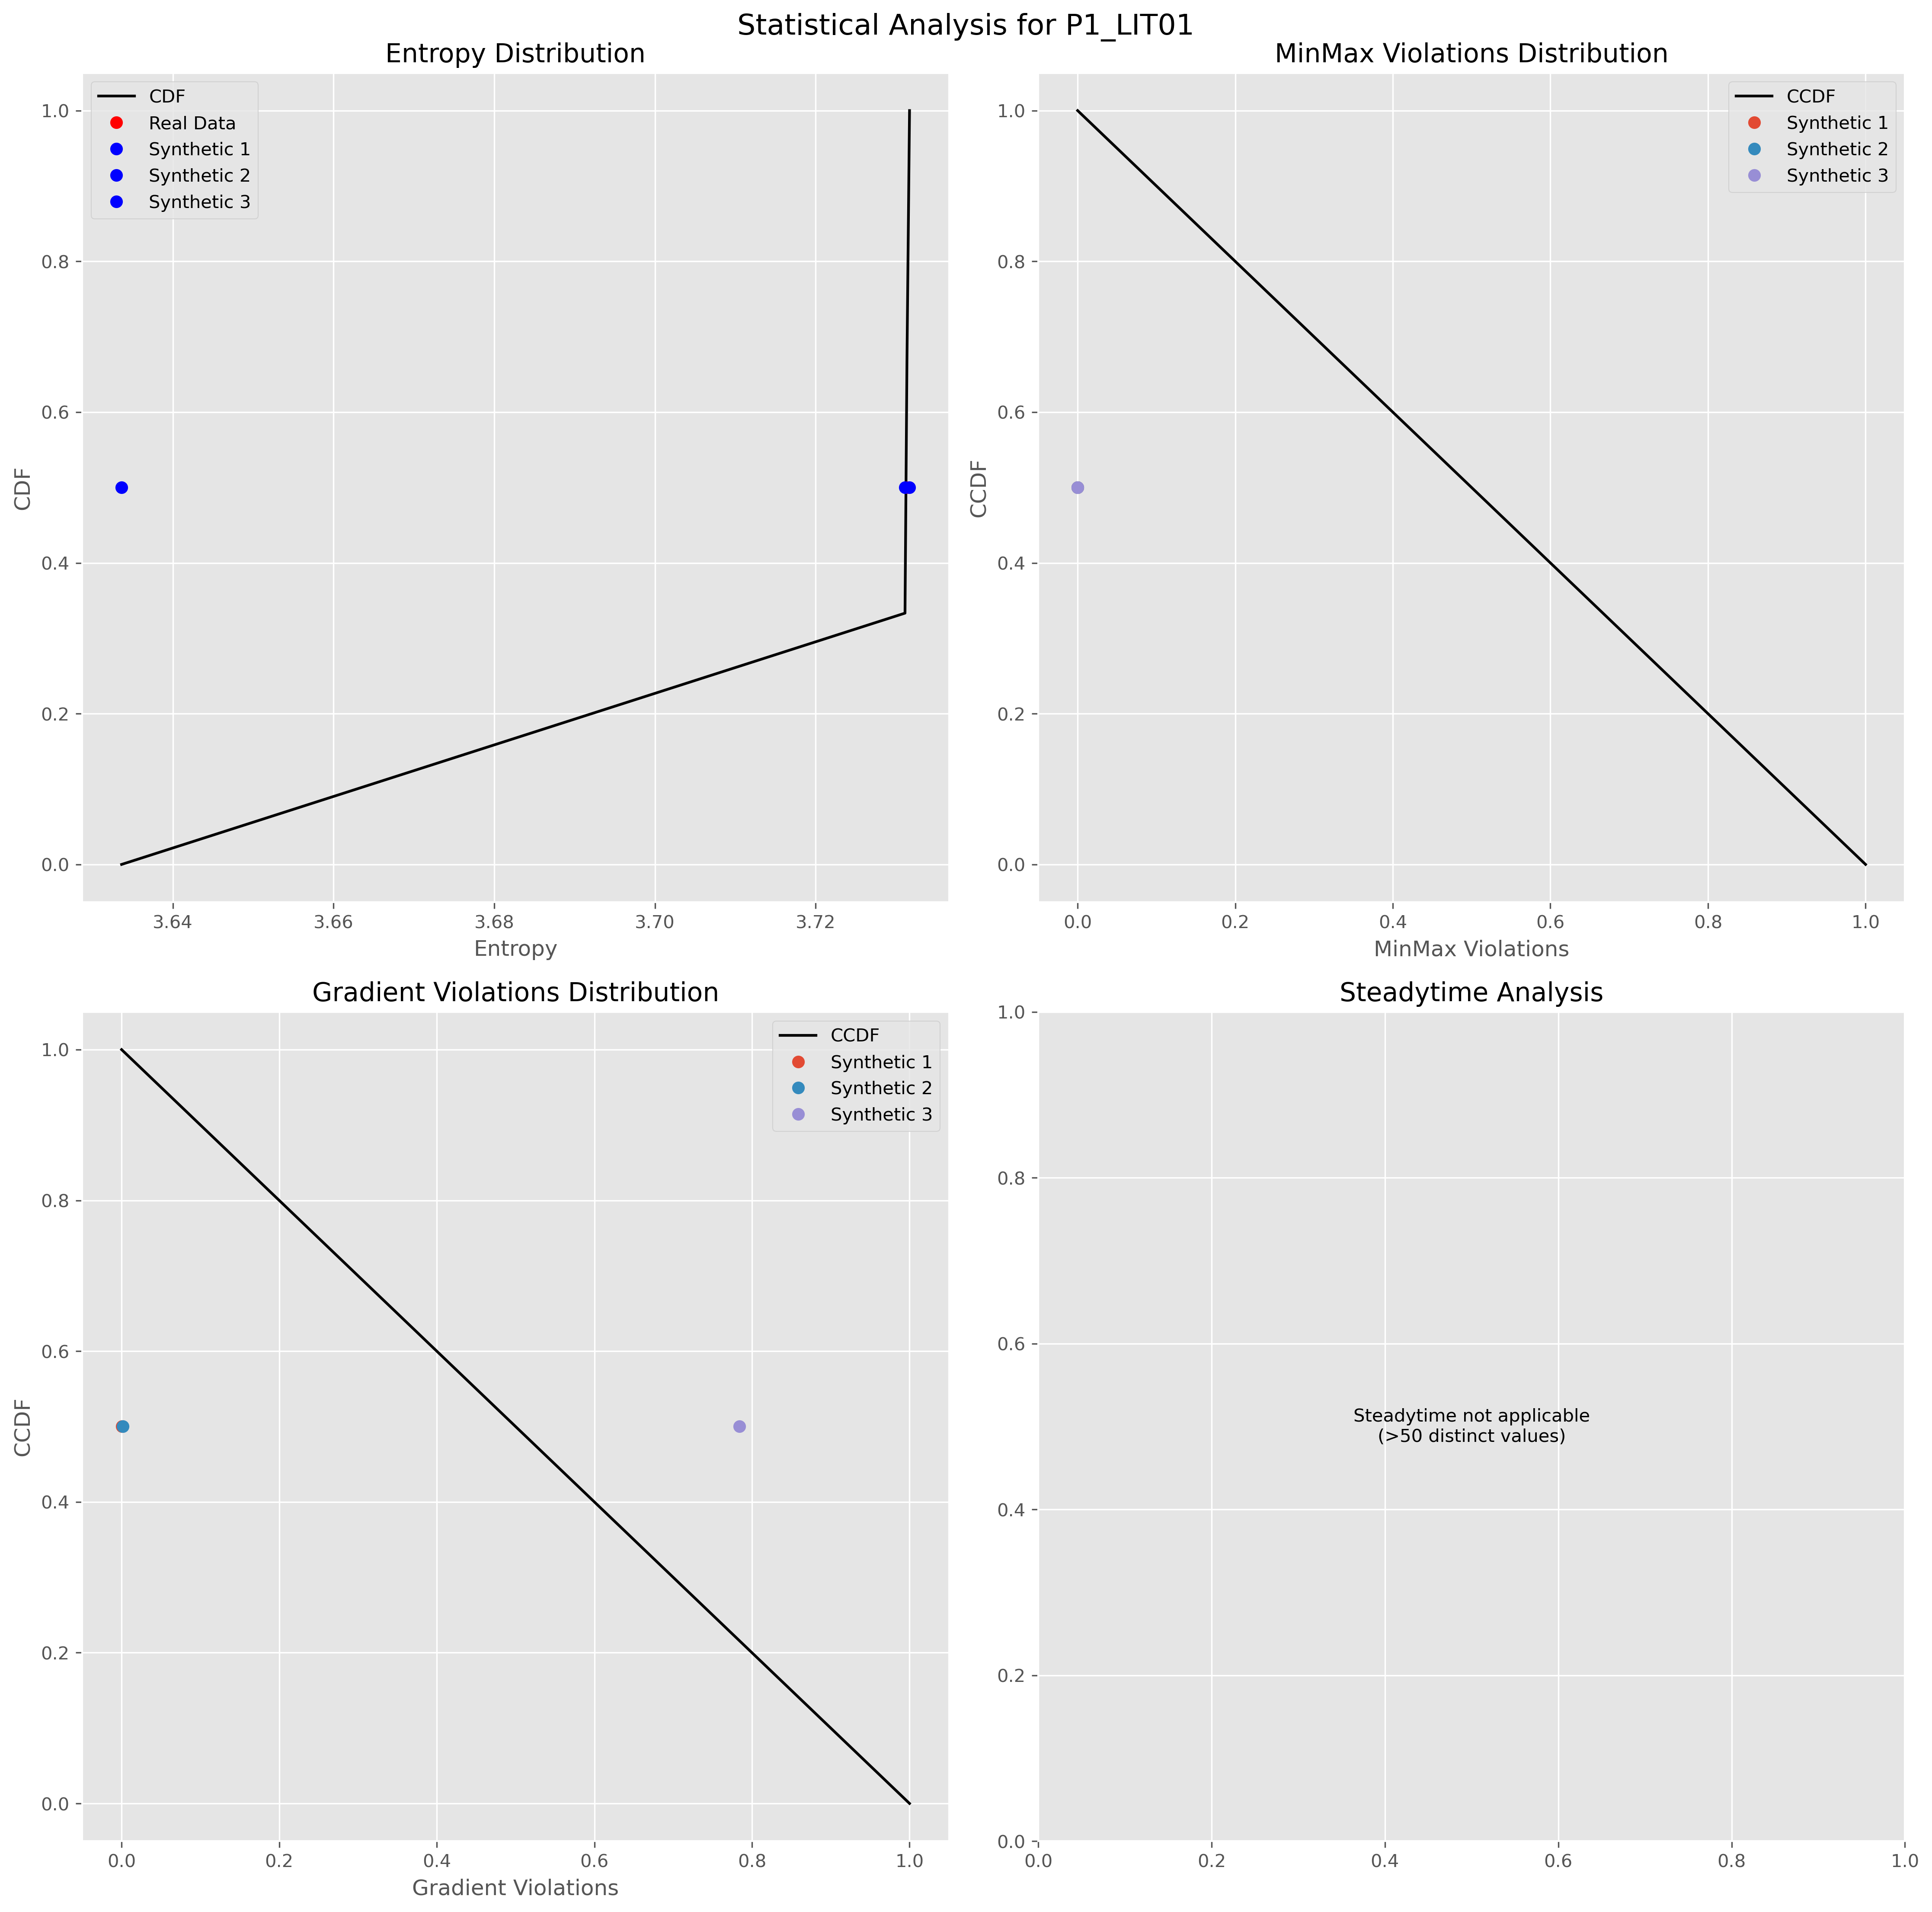 Statistical Analysis for P1_LIT01
Entropy Distribution
CDF
Real Data
Synthetic 1
Synthetic 2
Synthetic 3
1.0
0.8
0.6
0.4
0.2
0.0
CDF
3.64 3.66 3.68 3.70 3.72
Entropy
MinMax Violations Distribution
CCDF
Synthetic 1
Synthetic 2
Synthetic 3
1.0
0.8
0.6
0.4
0.2
0.0
CCDF
0.0 0.2 0.4 0.6 0.8 1.0
MinMax Violations
Gradient Violations Distribution
CCDF
Synthetic 1
Synthetic 2
Synthetic 3
1.0
0.8
0.6
0.4
0.2
0.0
CCDF
0.0 0.2 0.4 0.6 0.8 1.0
Gradient Violations
Steadytime Analysis
1.0
0.8
0.6
0.4
0.2
0.0
Steadytime not applicable
(>50 distinct values)
0.0 0.2 0.4 0.6 0.8 1.0